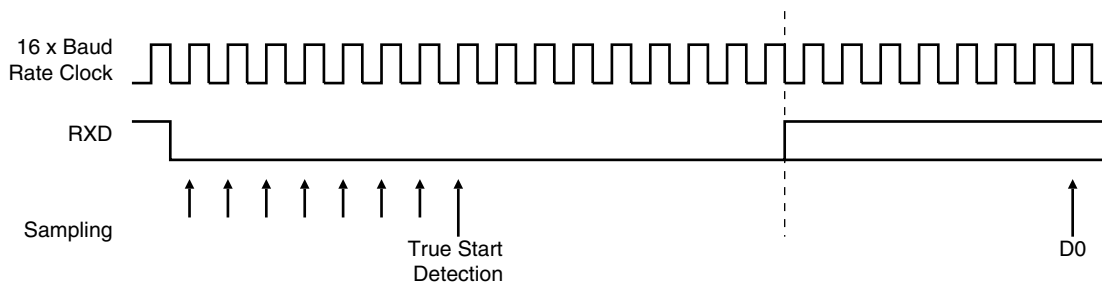 16 x Baud
Rate Clock
RXD
Sampling
True Start
Detection
D0